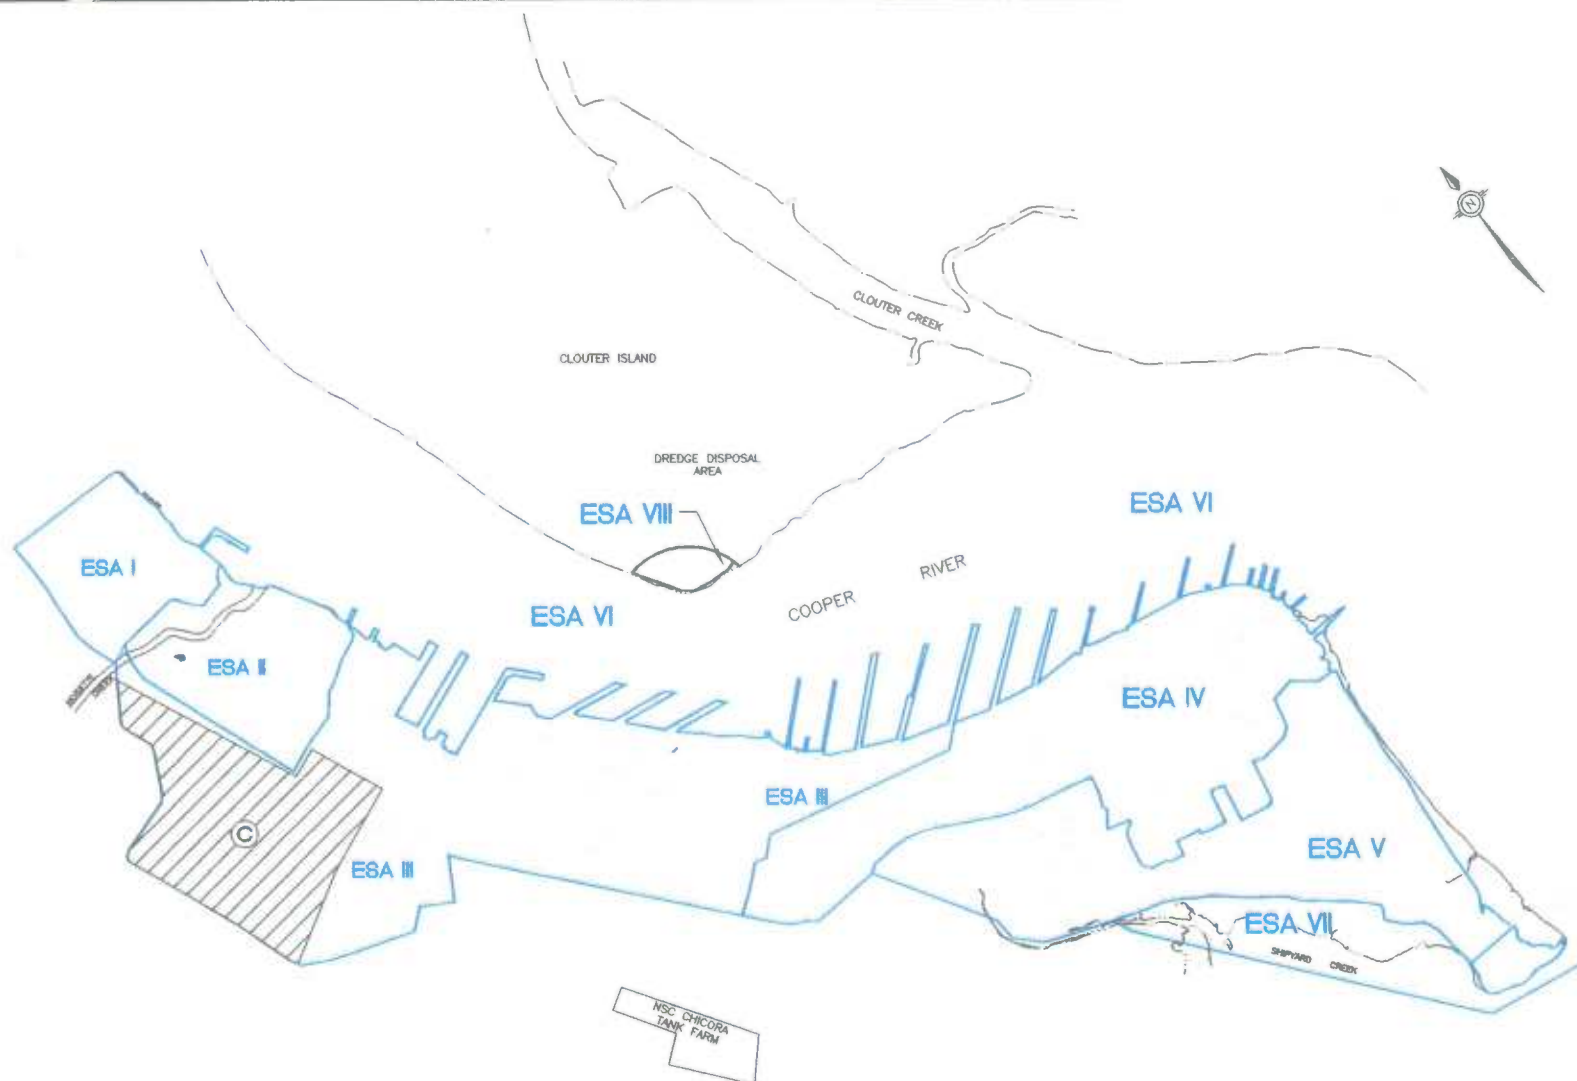 CLOUTER CREEK
N
CLOUTER ISLAND
DREDGE DISPOSAL
AREA
ESA VIII
ESA VI
COOPER RIVER
ESA I
ESA VI
ESA II
CREEK
ESA IV
ESA III
C
ESA III
ESA V
ESA VII
SHIPYARD CREEK
NSC CHICORA
TANK FARM